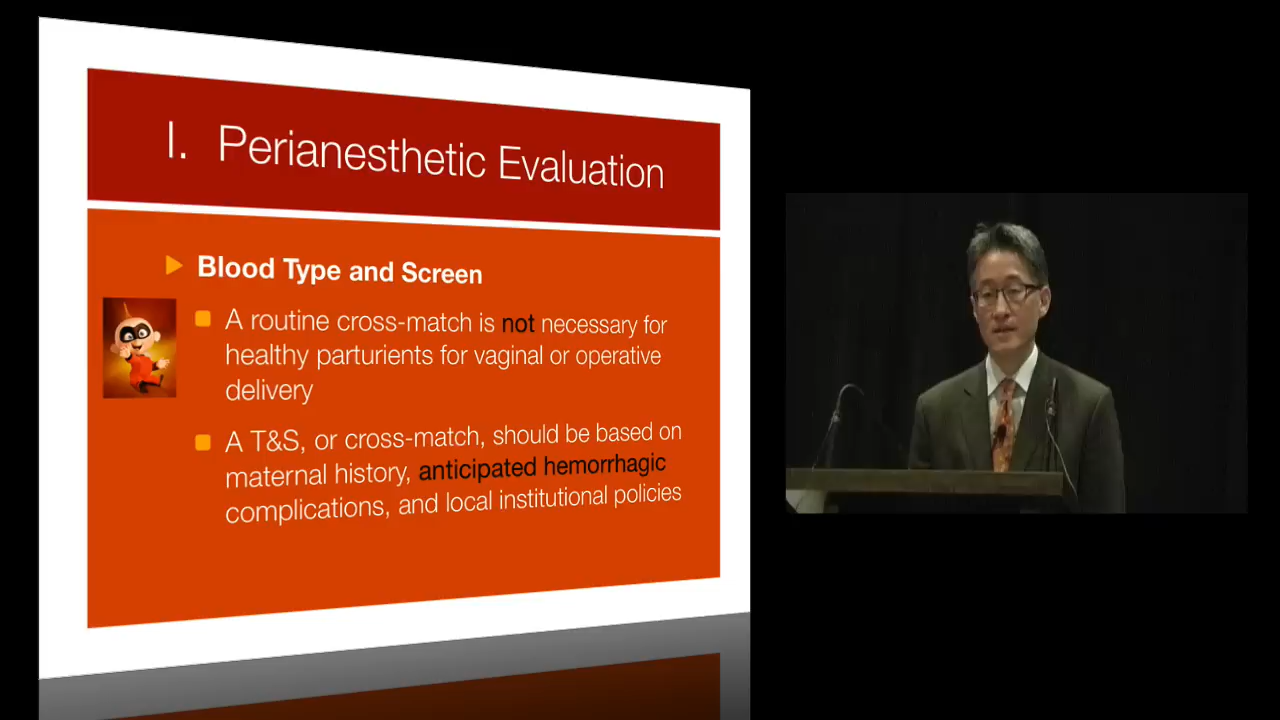 I. Perianesthetic Evaluation
Blood Type and Screen
A routine cross-match is not necessary for
healthy parturients for vaginal or operative
delivery
A T&S, or cross-match, should be based on
maternal history, anticipated hemorrhagic
complications, and local institutional policies